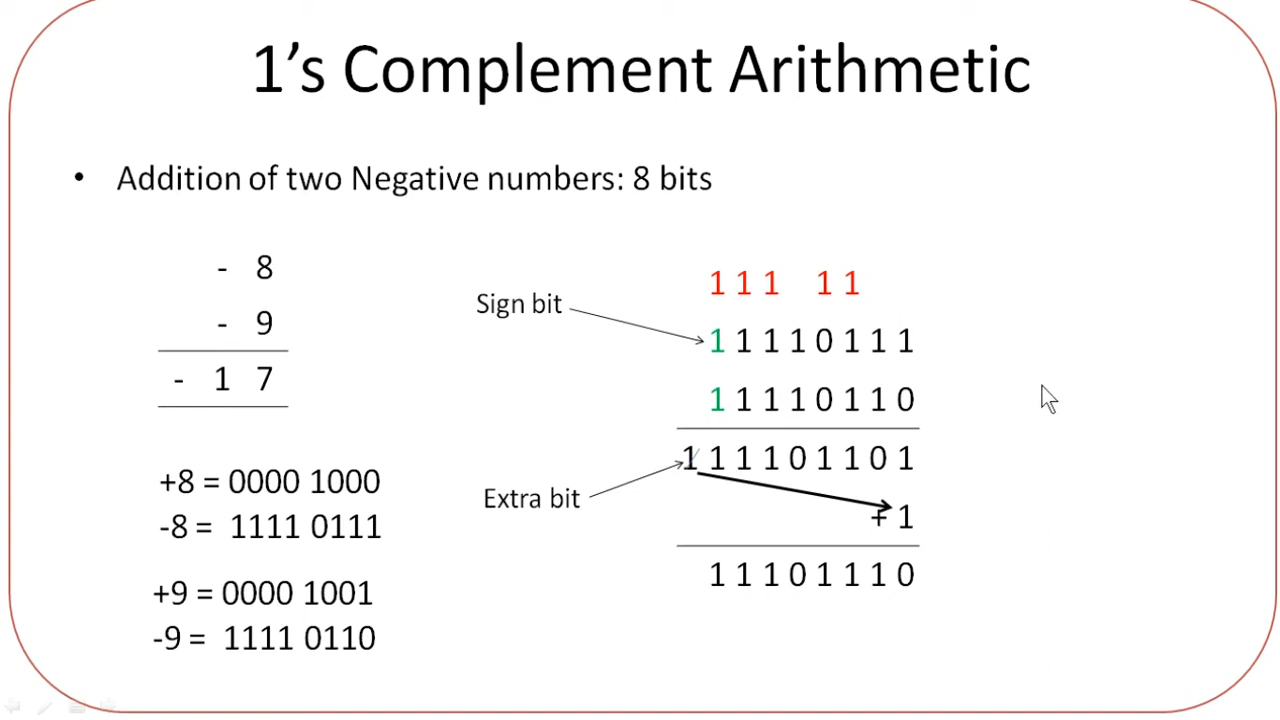 1's Complement Arithmetic
• Addition of two Negative numbers: 8 bits
- 8
- 9
- 1 7
+8 = 0000 1000
-8 = 1111 0111
+9 = 0000 1001
-9 = 1111 0110
1 1 1 1 1
Sign bit
1 1 1 1 0 1 1 1
1 1 1 1 0 1 1 0
1 1 1 1 0 1 1 0 1
Extra bit
+ 1
1 1 1 0 1 1 1 0